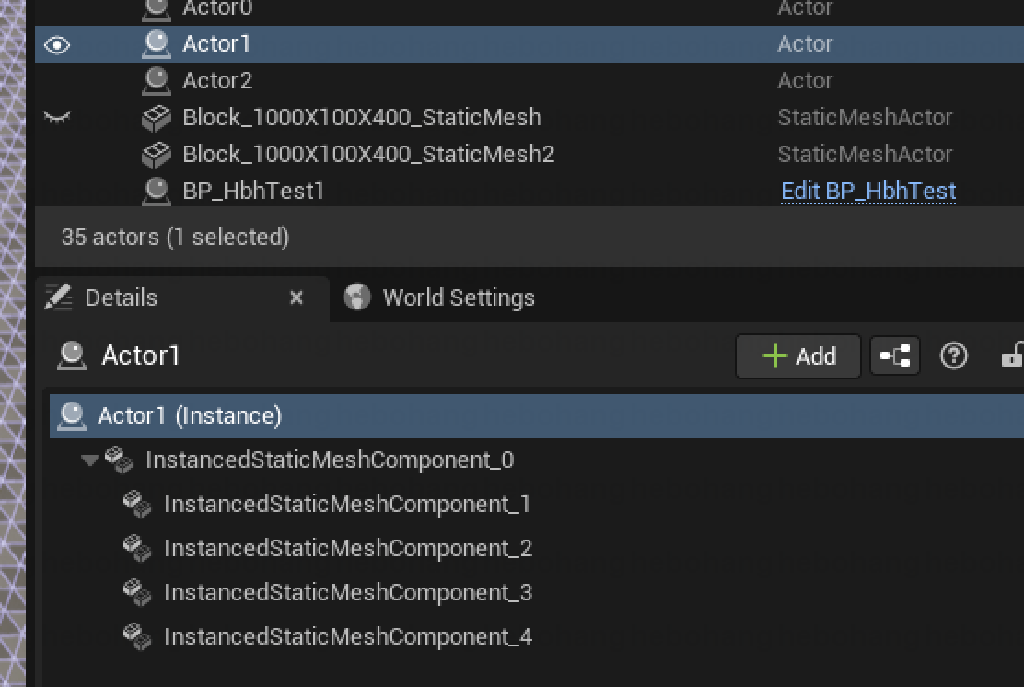 Actor0 Actor
Actor1 Actor
Actor2 Actor
Block_1000X100X400_StaticMesh StaticMeshActor
Block_1000X100X400_StaticMesh2 StaticMeshActor
BP_HbhTest1 Edit BP_HbhTest
35 actors (1 selected)
Details World Settings
Actor1 Add
Actor1 (Instance)
InstancedStaticMeshComponent_0
InstancedStaticMeshComponent_1
InstancedStaticMeshComponent_2
InstancedStaticMeshComponent_3
InstancedStaticMeshComponent_4